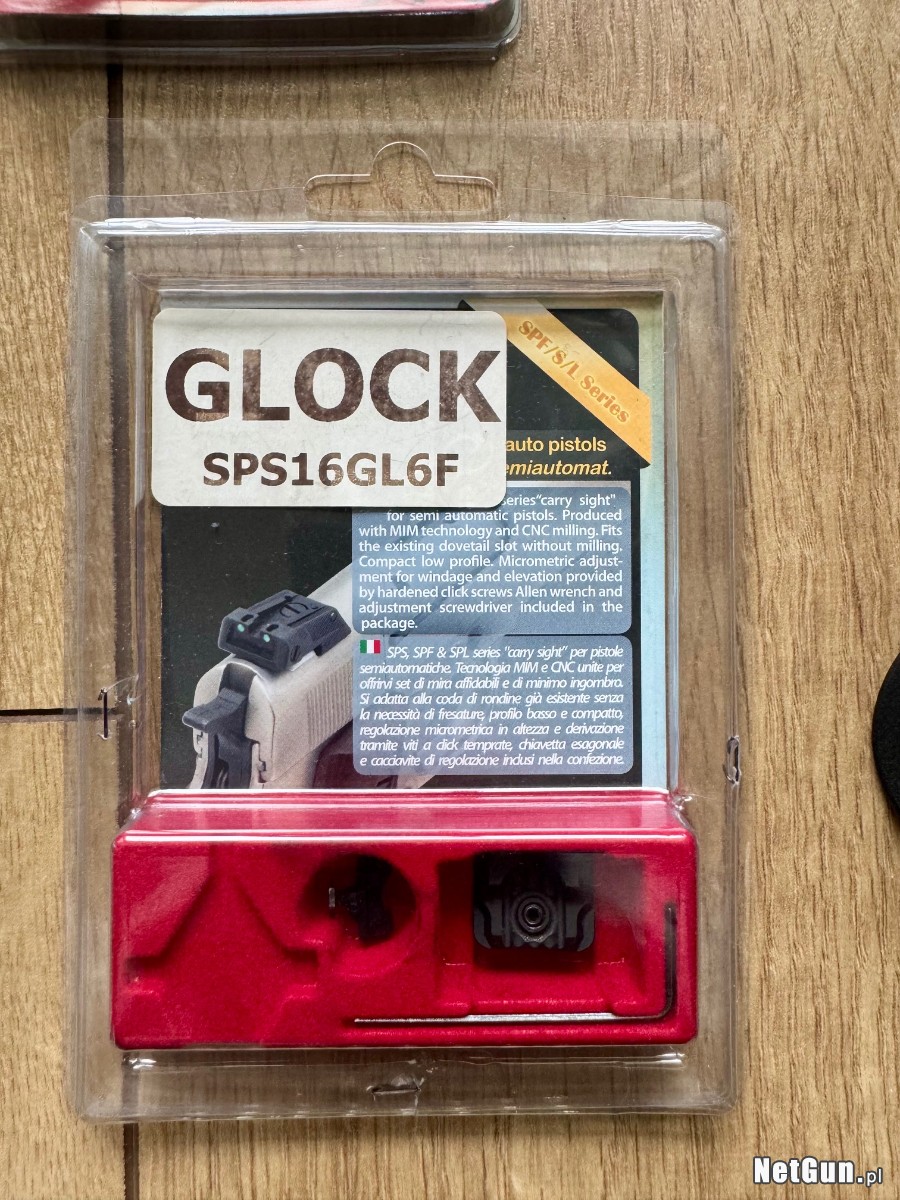 GLOCK
SPS16GL6F
SPF/S/L Series
auto pistols
emiautomat.
series"carry sight"
for semi automatic pistols. Produced
with MIM technology and CNC milling. Fits
the existing dovetail slot without milling.
Compact low profile. Micrometric adjust-
ment for windage and elevation provided
by hardened click screws Allen wrench and
adjustment screwdriver included in the
package.
SPS, SPF & SPL series "carry sight" per pistole
semiautomatiche. Tecnologia MIM e CNC unite per
offrirvi set di mira affidabili e di minimo ingombro.
Si adatta alla coda di rondine già esistente senza
la necessità di fresature, profilo basso e compatto,
regolazione micrometrica in altezza e derivazione
tramite viti a click temprate, chiavetta esagonale
e cacciavite di regolazione inclusi nella confezione.
NetGun.pl